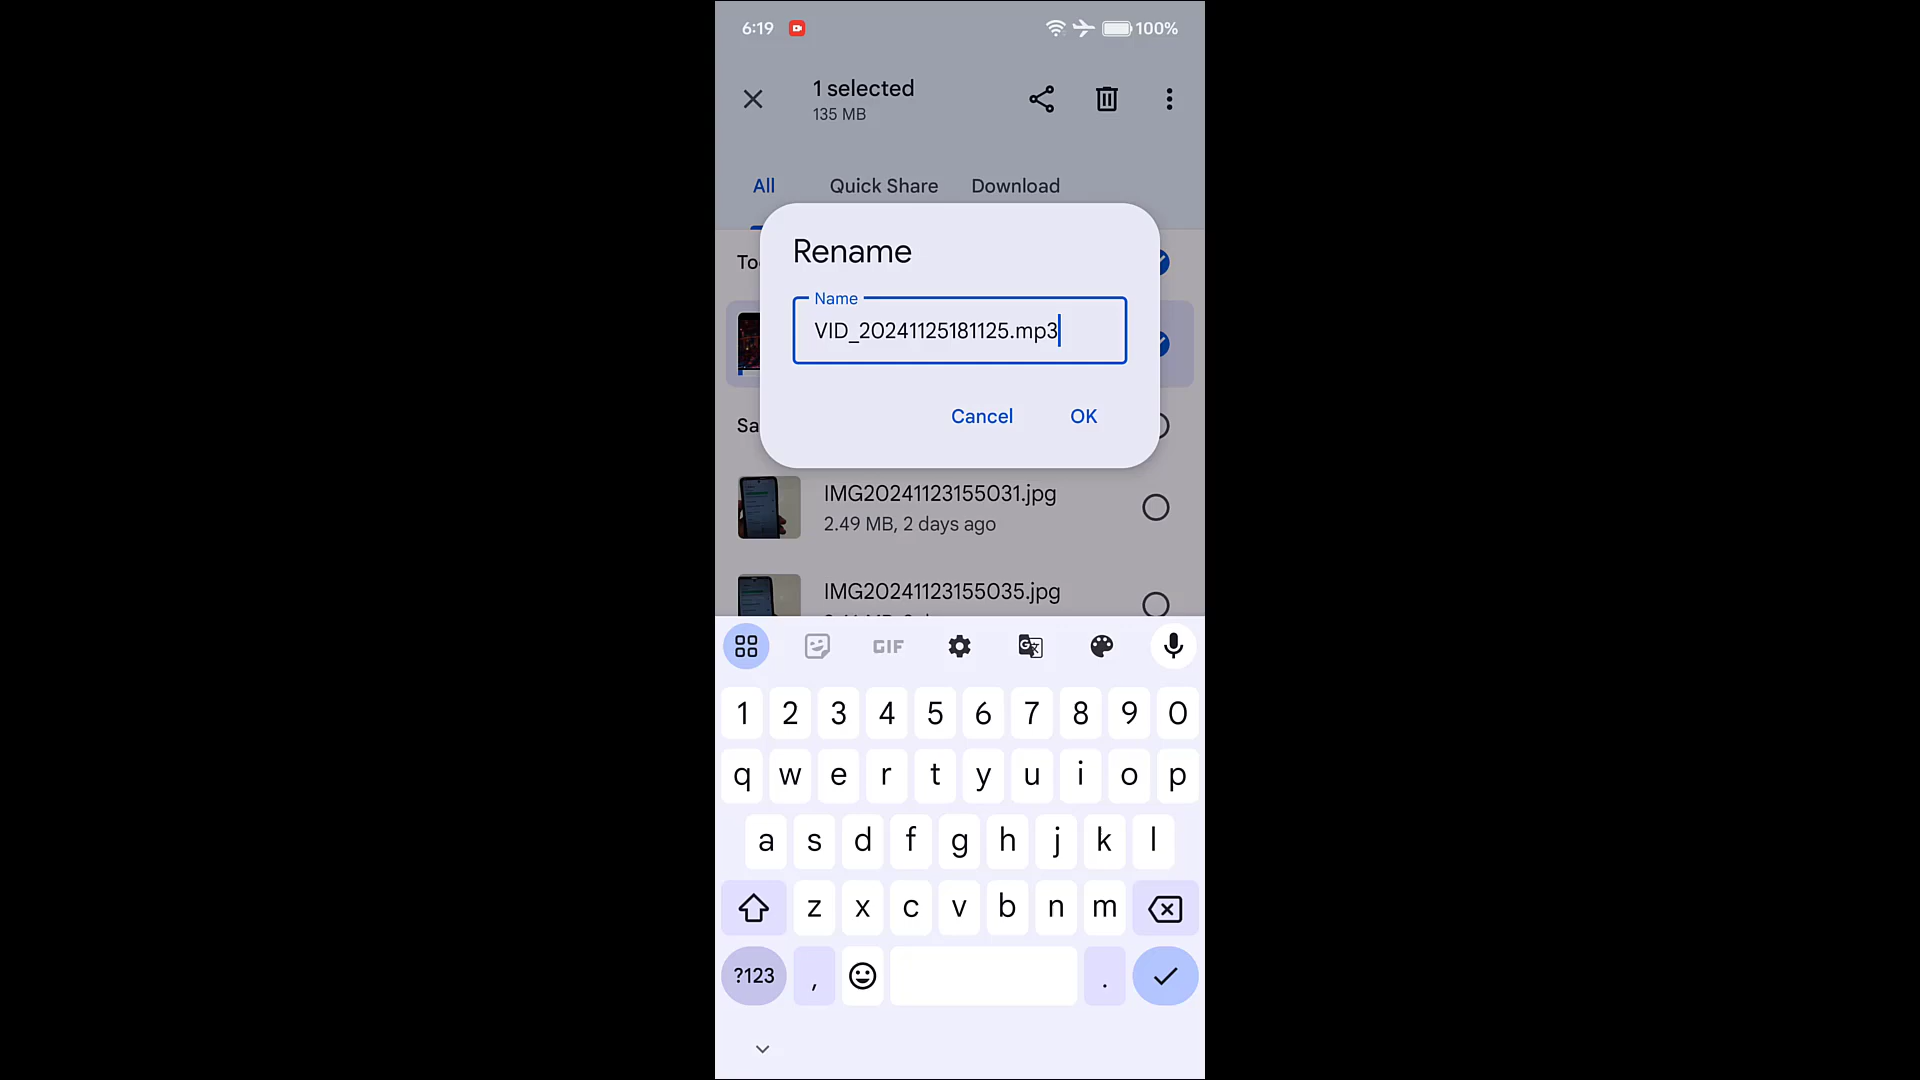 6:19
100%
1 selected
135 MB
All
Quick Share
Download
To
Rename
Name
VID_20241125181125.mp3
Cancel
OK
Sa
IMG20241123155031.jpg
2.49 MB, 2 days ago
IMG20241123155035.jpg
GIF
1 2 3 4 5 6 7 8 9 0
q w e r t y u i o p
a s d f g h j k l
z x c v b n m
?123 , .